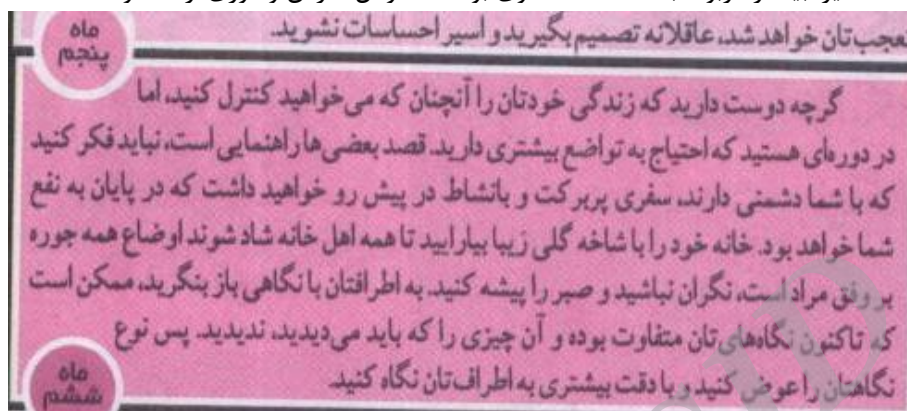 تعجب‌تان خواهد شد، عاقلانه تصمیم بگیرید و اسیر احساسات نشوید.
ماه
پنجم
گرچه دوست دارید که زندگی خودتان را آنچنان که می‌خواهید کنترل کنید، اما
در دوره‌ای هستید که احتیاج به تواضع بیشتری دارید. قصد بعضی‌ها راهنمایی است، نباید فکر کنید
که با شما دشمنی دارند، سفری پربرکت و بانشاط در پیش رو خواهید داشت که در پایان به نفع
شما خواهد بود. خانه خود را با شاخه گلی زیبا بیارایید تا همه اهل خانه شاد شوند اوضاع همه جوره
بر وفق مراد است، نگران نباشید و صبر را پیشه کنید. به اطرافتان با نگاهی باز بنگرید، ممکن است
که تاکنون نگاه‌های‌تان متفاوت بوده و آن چیزی را که باید می‌دیدید، ندیدید. پس نوع
نگاهتان را عوض کنید و با دقت بیشتری به اطراف‌تان نگاه کنید.
ماه
ششم